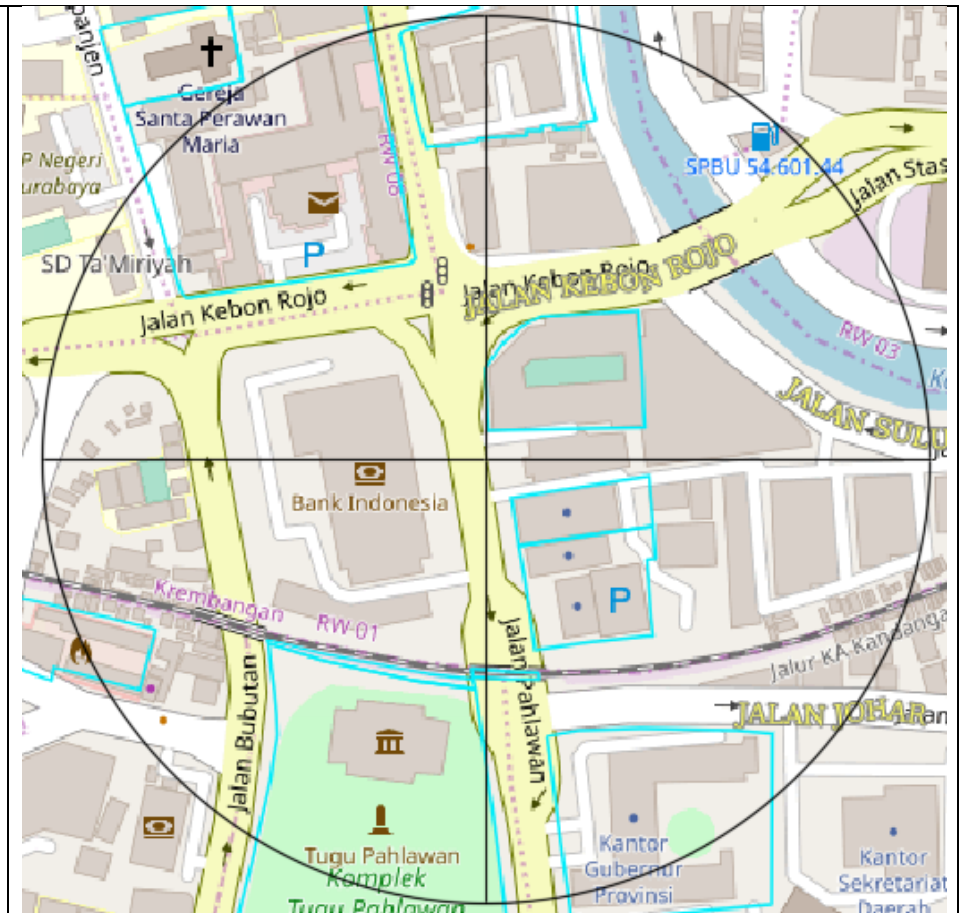 panjen
Gereja
Santa Perawan
Maria
P Negeri
urabaya
RW 08
SPBU 54.601.44
Jalan Stas
P
SD Ta'Miriyah
Jalan Kebon Rojo
Jalan Kebon Rojo
JALAN KEBON ROJO
RW 03
JALAN SULU
Bank Indonesia
Krembangan
RW 01
P
Jalur KA Kandanga
Jalan Pahlawan
Jalan Bubutan
JALAN JOHAR
Tugu Pahlawan
Komplek
Tugu Pahlawan
Kantor
Gubernur
Provinsi
Kantor
Sekretariat
Daerah